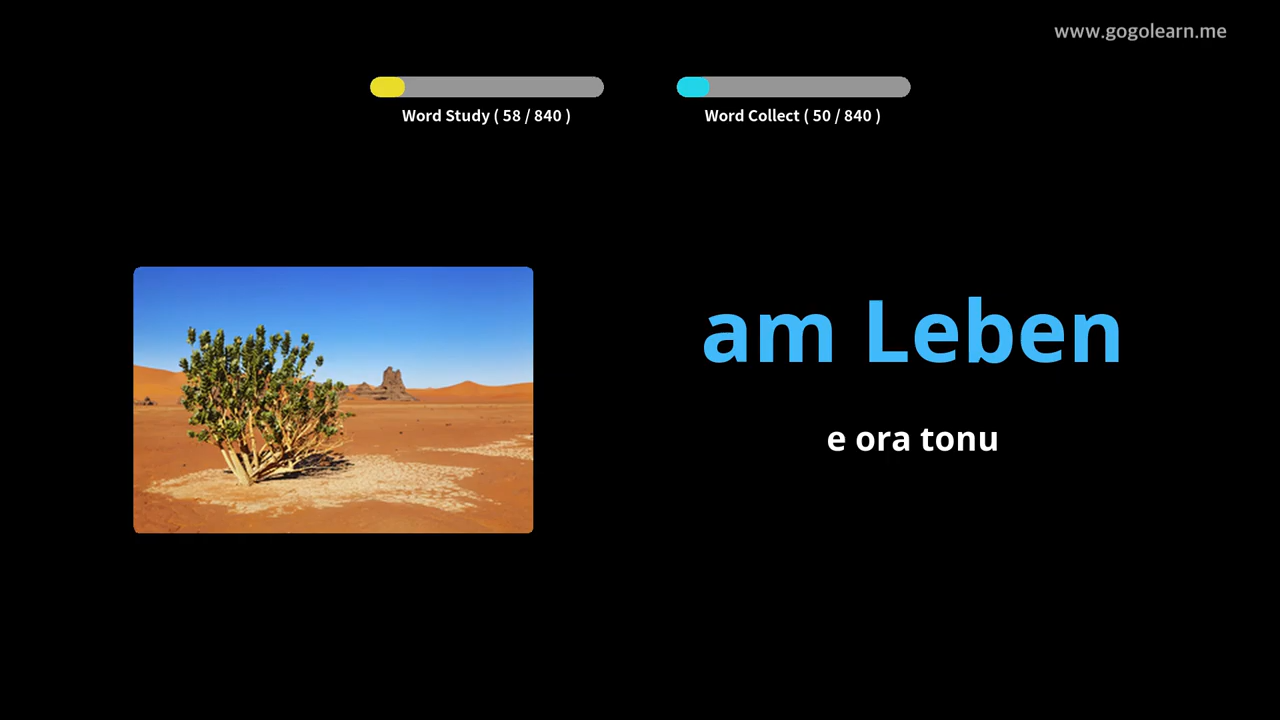 www.gogolearn.me
Word Study ( 58 / 840 )
Word Collect ( 50 / 840 )
am Leben
e ora tonu